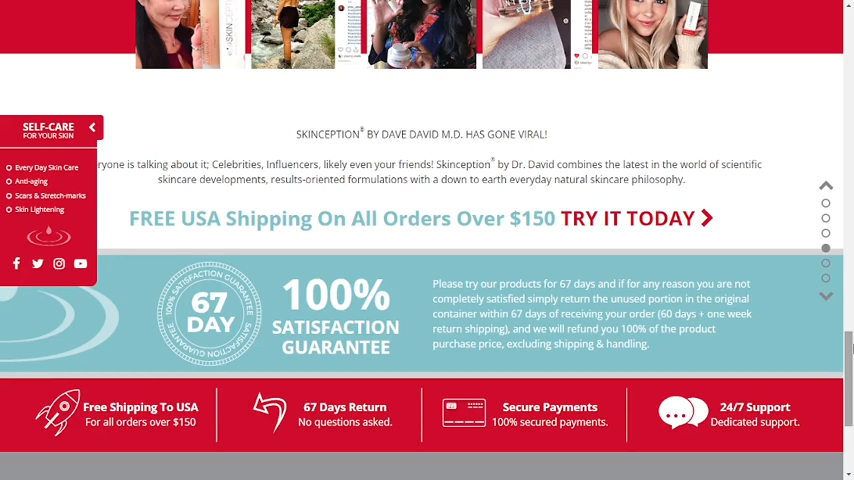 SKINCEPTION® BY DAVE DAVID M.D. HAS GONE VIRAL!
SELF-CARE
FOR YOUR SKIN
Every Day Skin Care
Anti-aging
Scars & Stretch-marks
Skin Lightening
ryone is talking about it; Celebrities, Influencers, likely even your friends! Skinception® by Dr. David combines the latest in the world of scientific
skincare developments, results-oriented formulations with a down to earth everyday natural skincare philosophy.
FREE USA Shipping On All Orders Over $150 TRY IT TODAY
100% SATISFACTION GUARANTEE
67
DAY
SATISFACTION GUARANTEE
100%
SATISFACTION
GUARANTEE
Please try our products for 67 days and if for any reason you are not
completely satisfied simply return the unused portion in the original
container within 67 days of receiving your order (60 days + one week
return shipping), and we will refund you 100% of the product
purchase price, excluding shipping & handling.
Free Shipping To USA
For all orders over $150
67 Days Return
No questions asked.
Secure Payments
100% secured payments.
24/7 Support
Dedicated support.